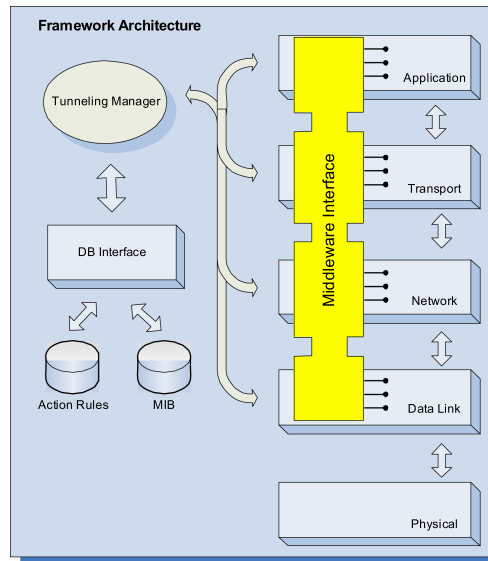 Framework Architecture
Tunneling Manager
DB Interface
Action Rules
MIB
Middleware Interface
Application
Transport
Network
Data Link
Physical